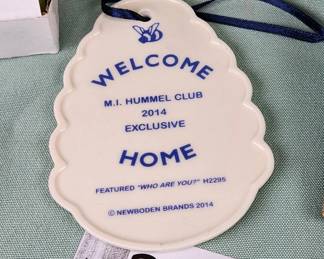 WELCOME
M.I. HUMMEL CLUB
2014
EXCLUSIVE
HOME
FEATURED "WHO ARE YOU?" H2295
© NEWBODEN BRANDS 2014